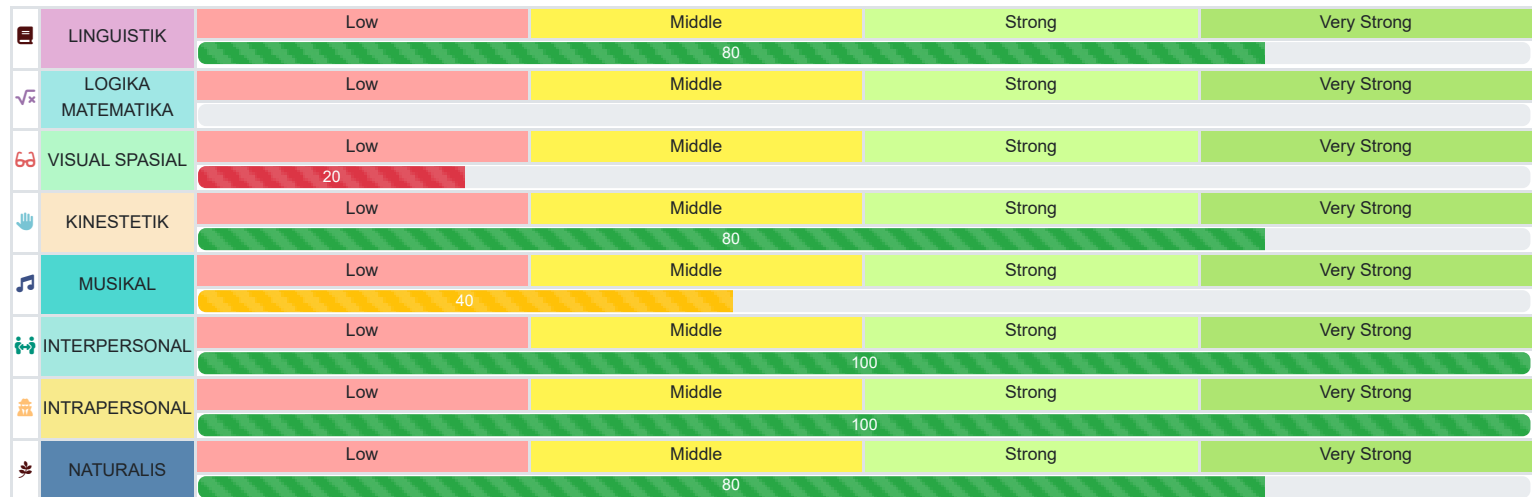 LINGUISTIK
Low Middle Strong Very Strong
80
LOGIKA
MATEMATIKA
Low Middle Strong Very Strong
VISUAL SPASIAL
Low Middle Strong Very Strong
20
KINESTETIK
Low Middle Strong Very Strong
80
MUSIKAL
Low Middle Strong Very Strong
40
INTERPERSONAL
Low Middle Strong Very Strong
100
INTRAPERSONAL
Low Middle Strong Very Strong
100
NATURALIS
Low Middle Strong Very Strong
80